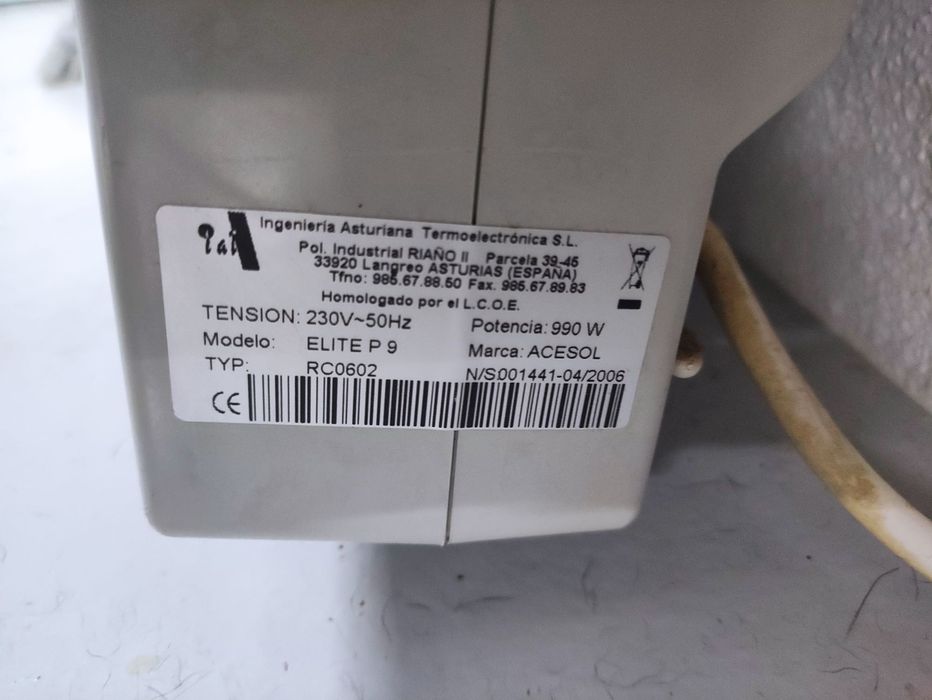 Ingeniería Asturiana Termoelectrónica S.L.
Pol. Industrial RIAÑO II Parcela 39-45
33920 Langreo ASTURIAS (ESPAÑA)
Tfno: 985.67.88.50 Fax. 985.67.89.83
Homologado por el L.C.O.E.
TENSION: 230V~50Hz Potencia: 990 W
Modelo: ELITE P 9 Marca: ACESOL
TYP: RC0602 N/S:001441-04/2006
CE